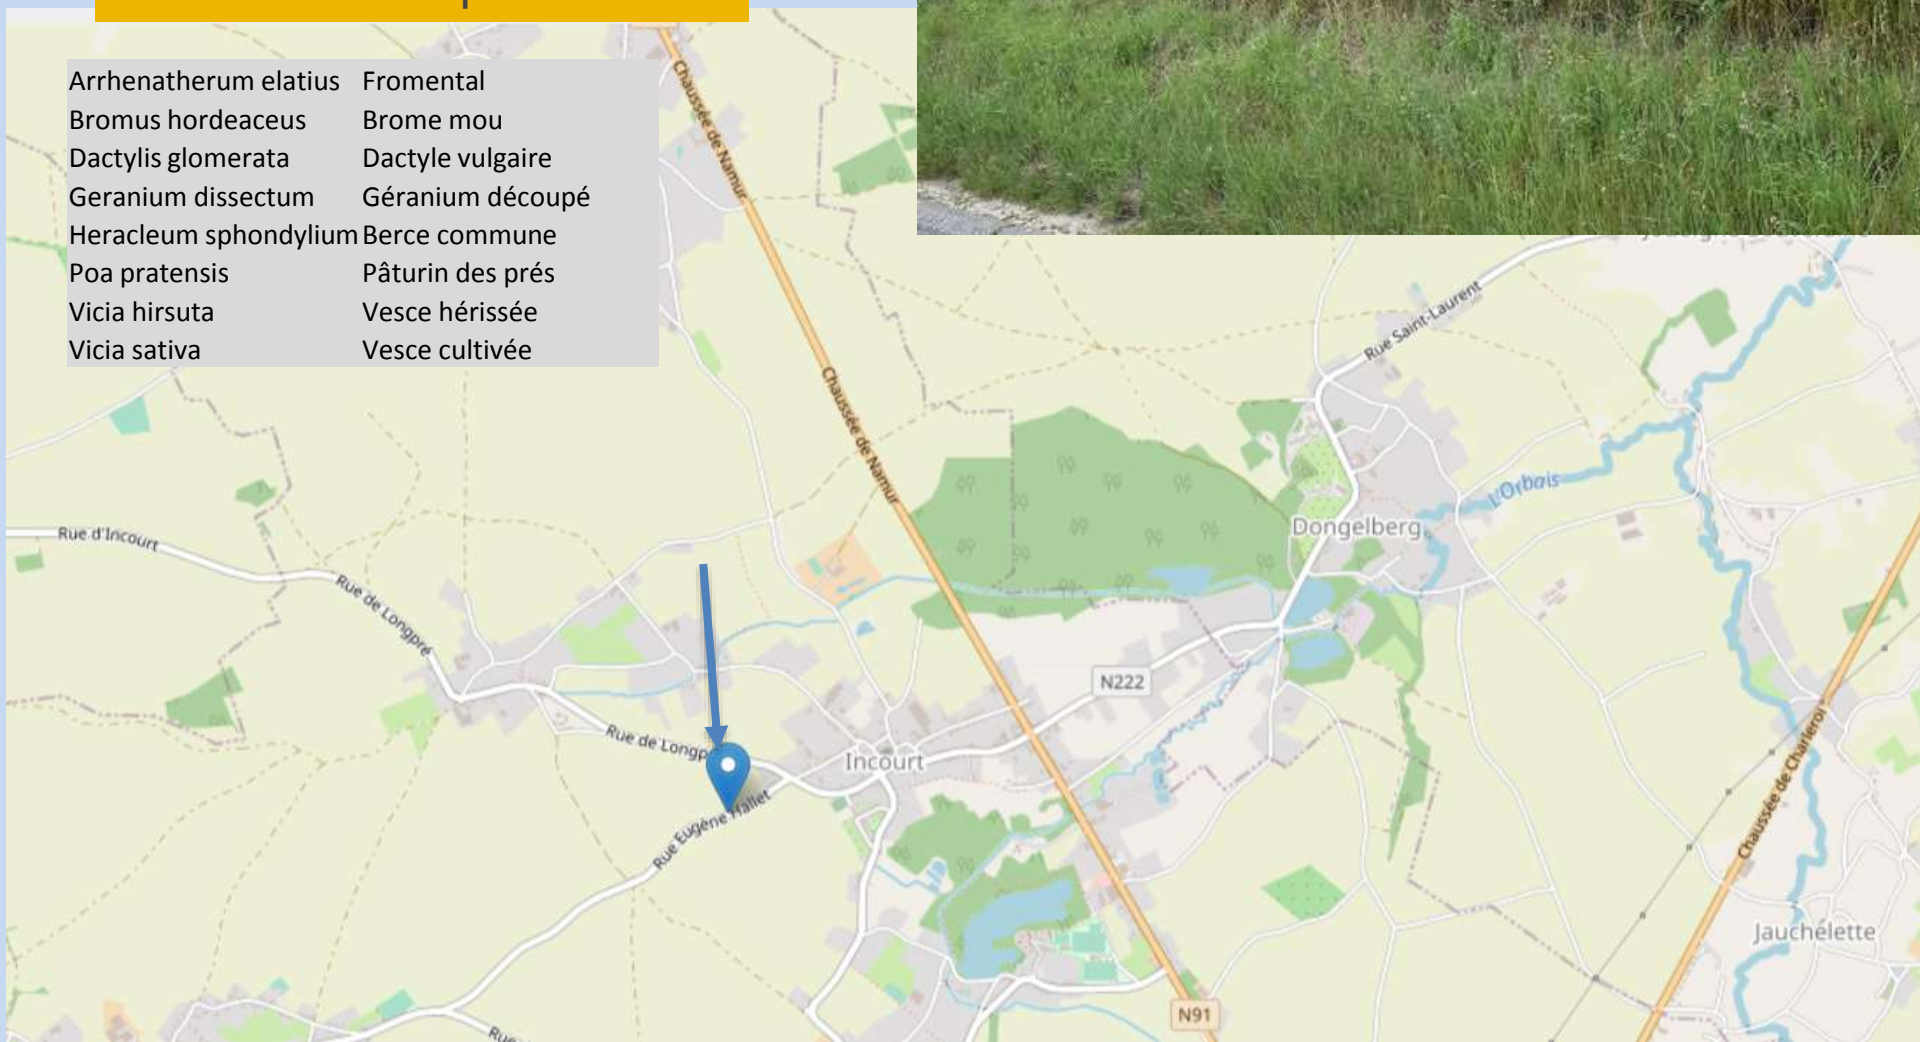 Arrhenatherum elatius Fromental
Bromus hordeaceus Brome mou
Dactylis glomerata Dactyle vulgaire
Geranium dissectum Géranium découpé
Heracleum sphondylium Berce commune
Poa pratensis Pâturin des prés
Vicia hirsuta Vesce hérissée
Vicia sativa Vesce cultivée
Chaussée de Namur
Rue Saint-Laurent
Chaussée de Namur
L'Orbais
Dongelberg
Rue d'Incourt
Rue de Longpré
N222
Rue de Longp
Incourt
Chaussée de Charleroi
Rue Eugène Hallet
Jauchelette
N91
Rue